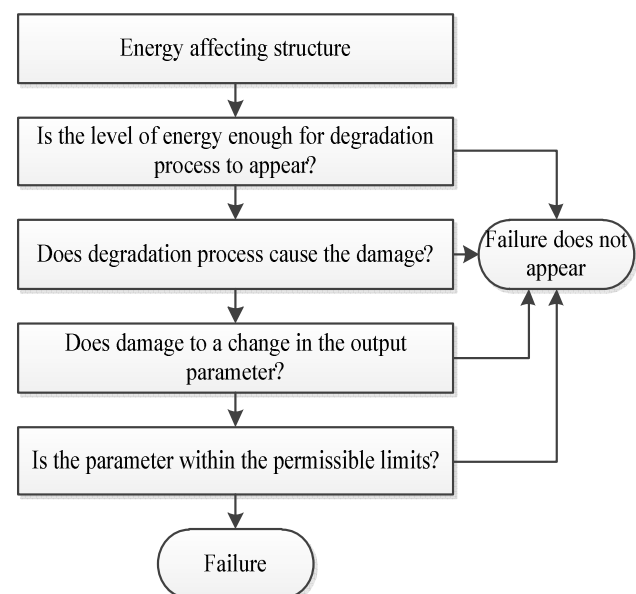 Energy affecting structure
Is the level of energy enough for degradation
process to appear?
Does degradation process cause the damage?
Failure does not
appear
Does damage to a change in the output
parameter?
Is the parameter within the permissible limits?
Failure